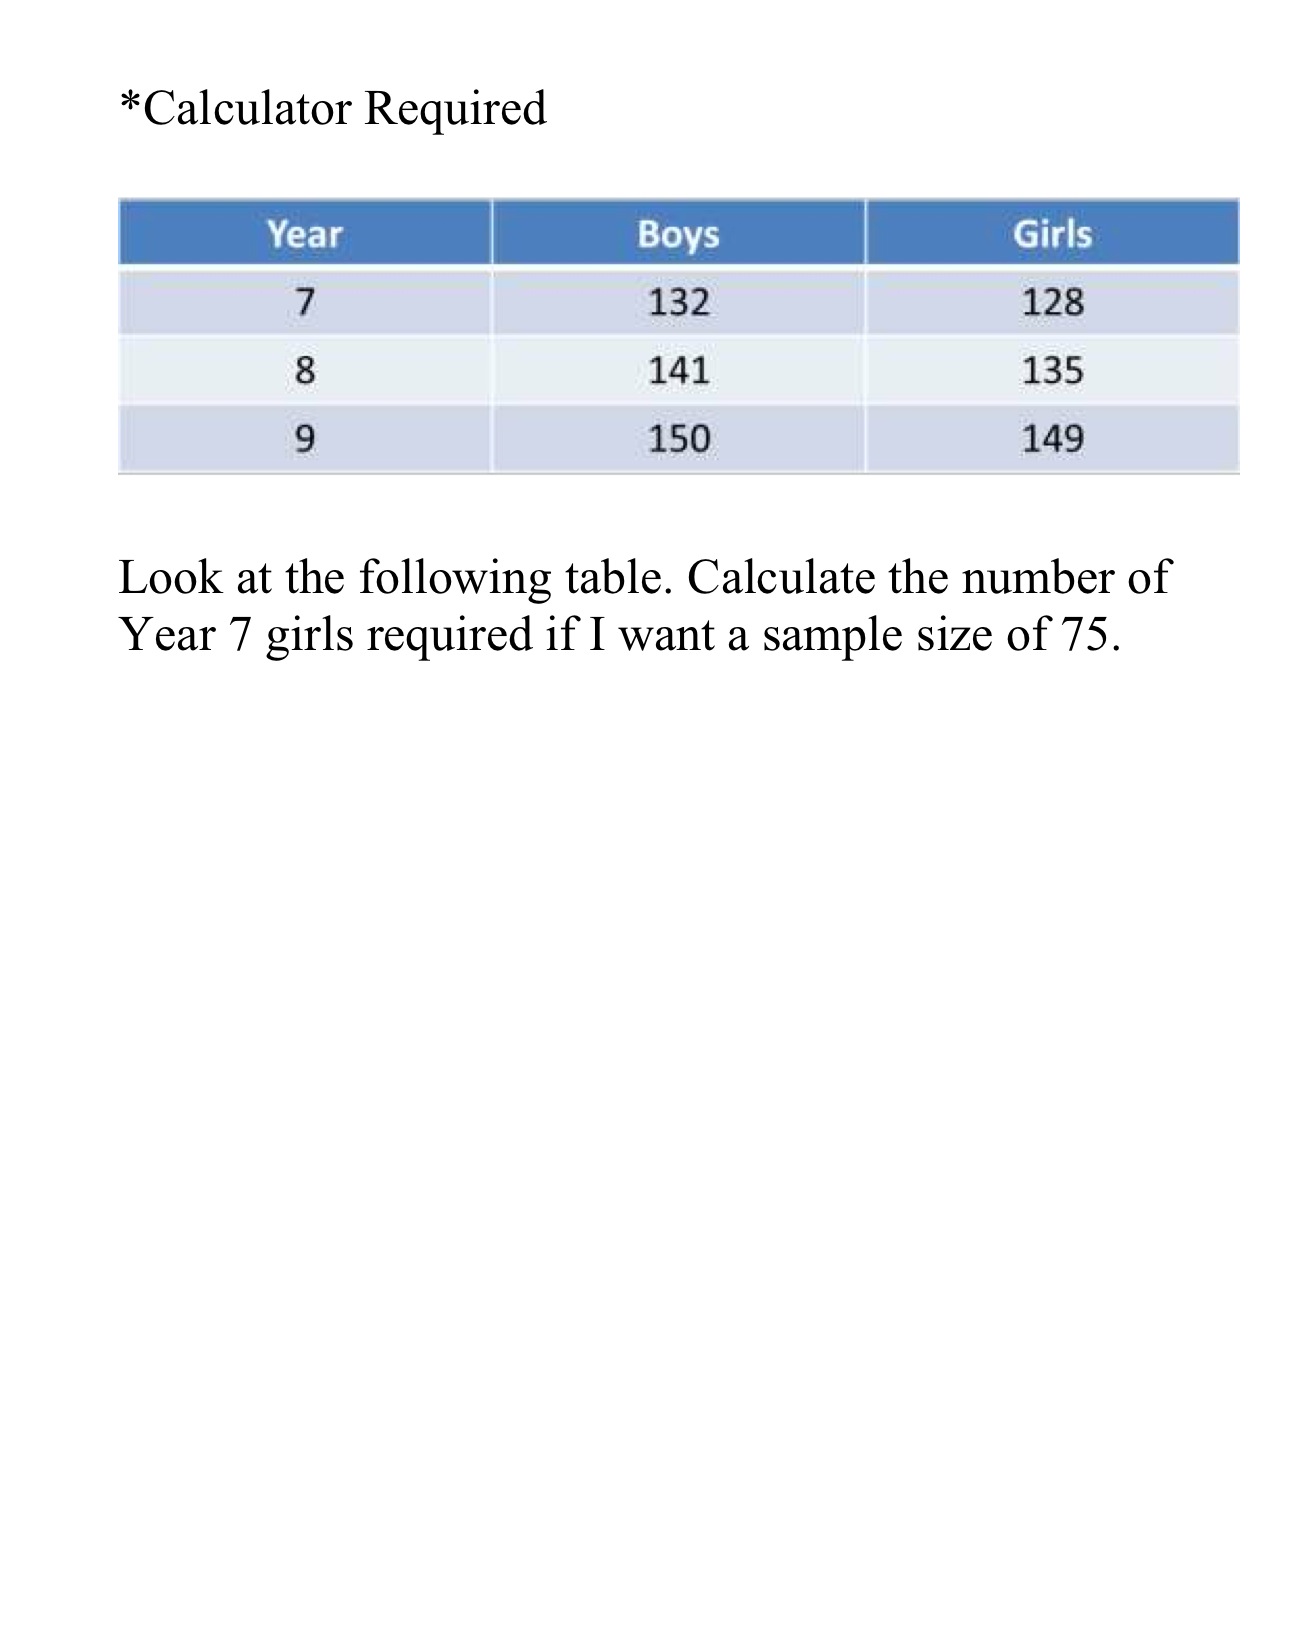 *Calculator Required
Year Boys Girls
7 132 128
8 141 135
9 150 149
Look at the following table. Calculate the number of
Year 7 girls required if I want a sample size of 75.